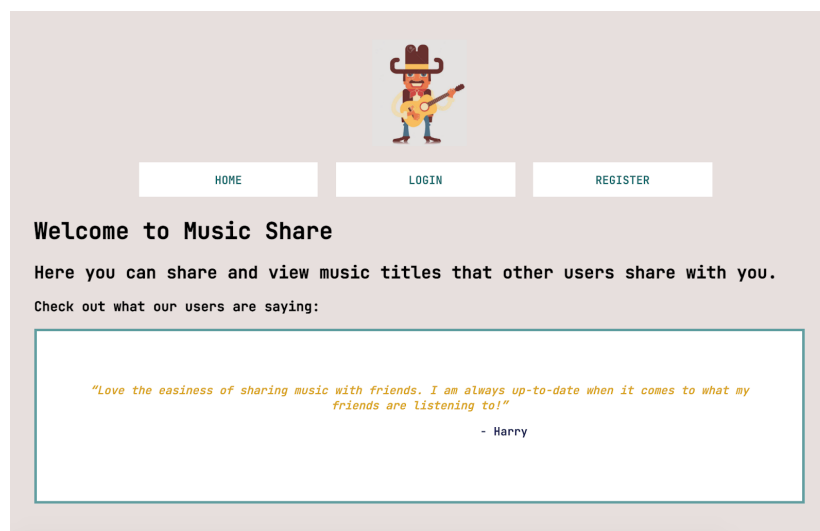 HOME
LOGIN
REGISTER
Welcome to Music Share
Here you can share and view music titles that other users share with you.
Check out what our users are saying:
“Love the easiness of sharing music with friends. I am always up-to-date when it comes to what my
friends are listening to!”
- Harry